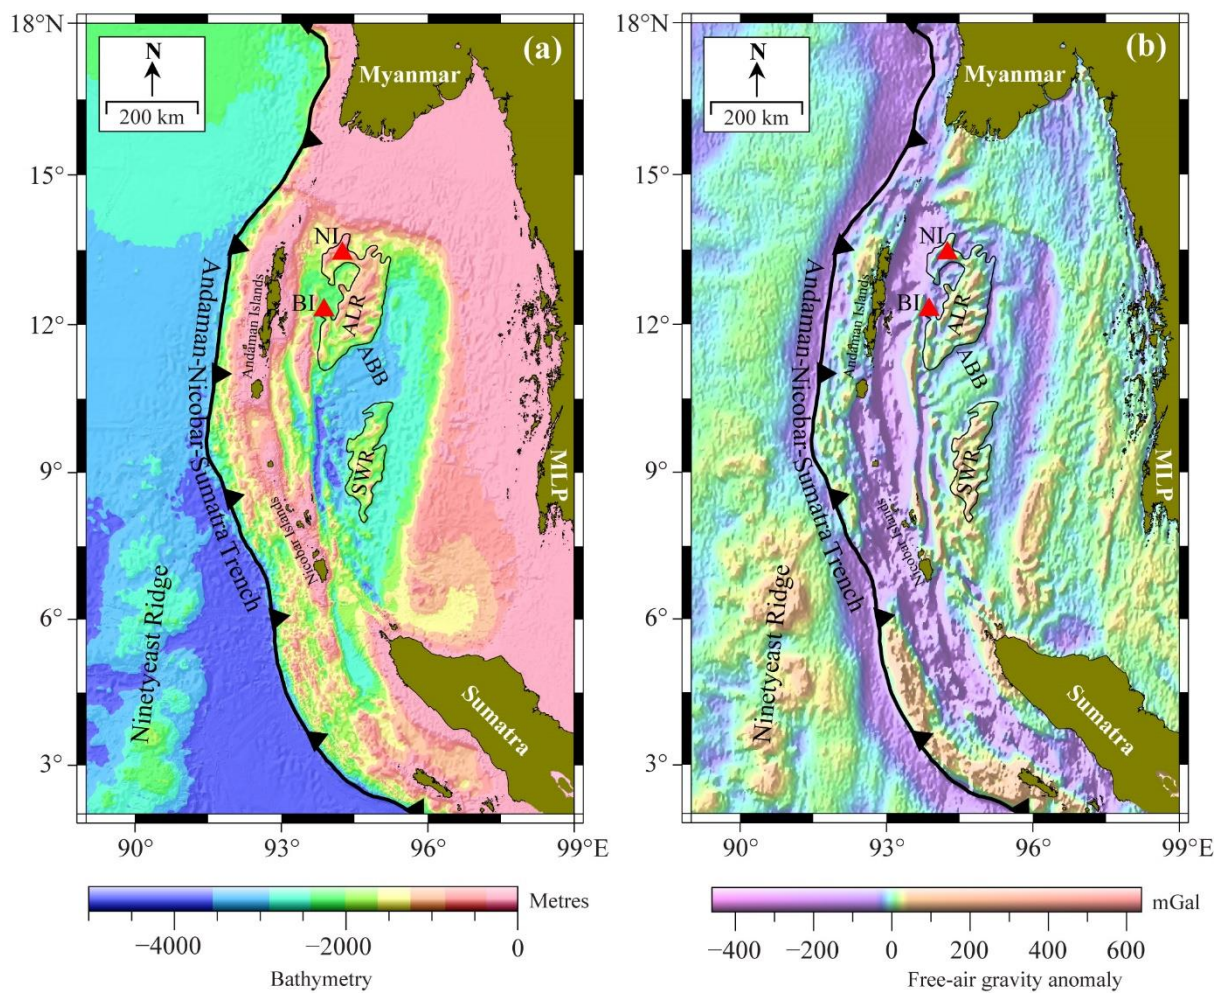 18°N
15°
12°
9°
6°
3°
N
200 km
(a)
Myanmar
NI
BI
ALR
ABB
SWR
Andaman Islands
Nicobar Islands
Andaman-Nicobar-Sumatra Trench
Ninetyeast Ridge
MLP
Sumatra
90°
93°
96°
99°E
Metres
−4000
−2000
0
Bathymetry
18°N
15°
12°
9°
6°
3°
N
200 km
(b)
Myanmar
NI
BI
ALR
ABB
SWR
Andaman Islands
Nicobar Islands
Andaman-Nicobar-Sumatra Trench
Ninetyeast Ridge
MLP
Sumatra
90°
93°
96°
99°E
mGal
−400
−200
0
200
400
600
Free-air gravity anomaly